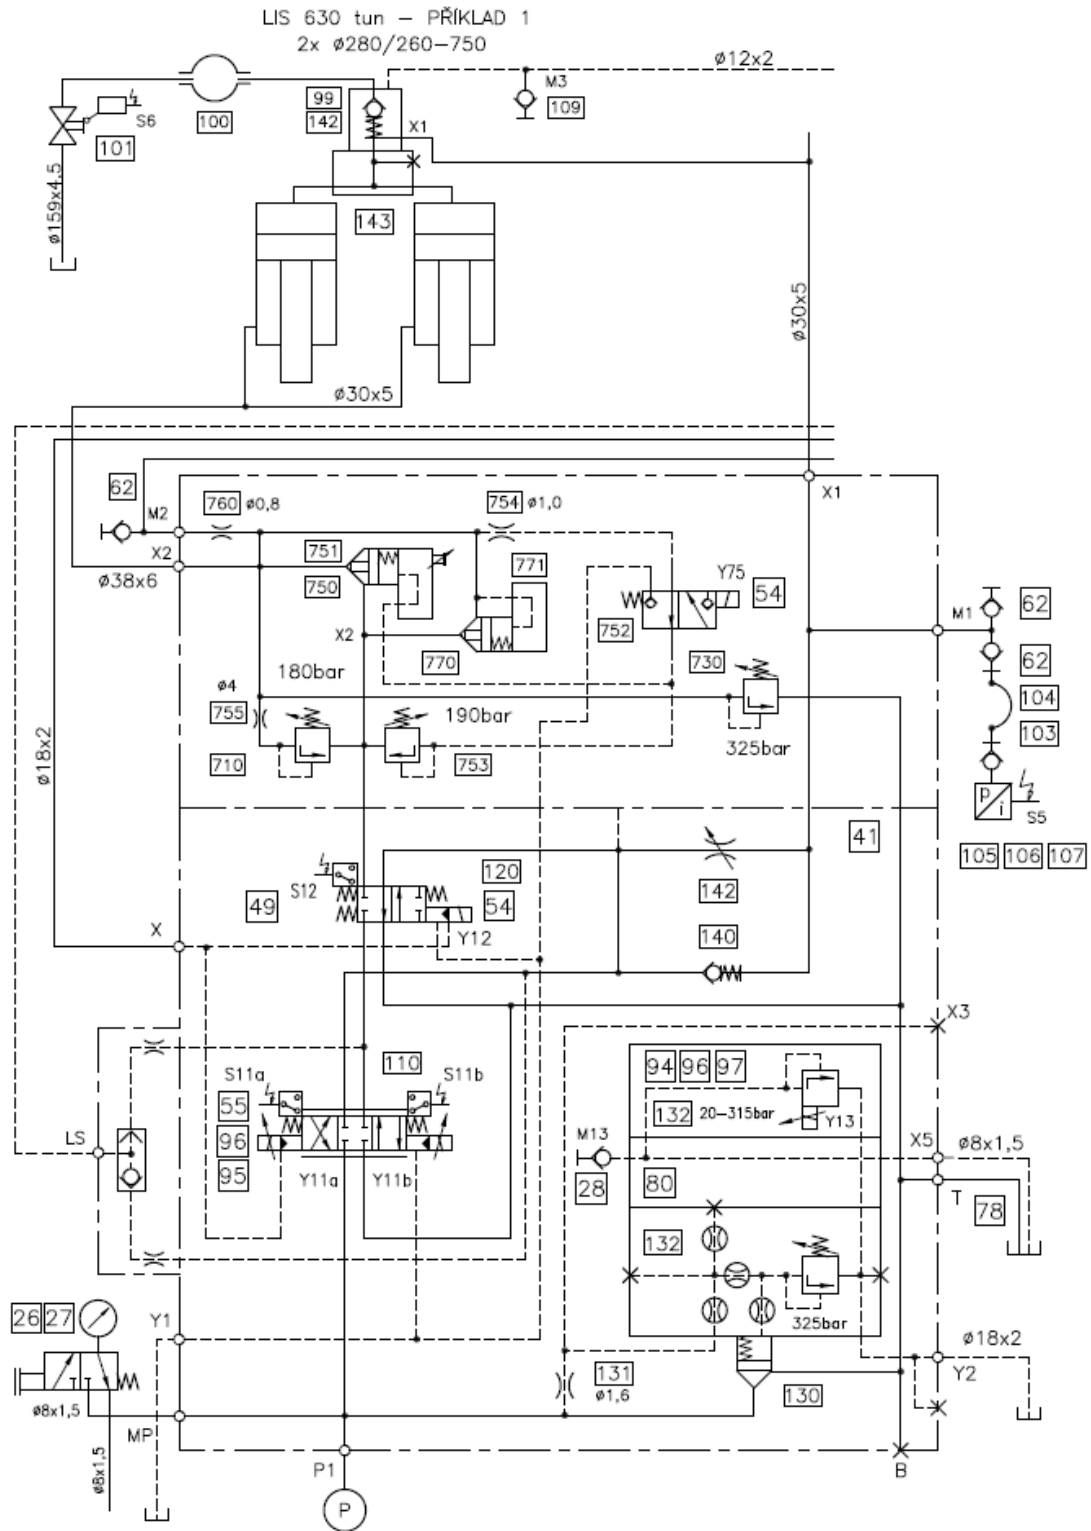 LIS 630 tun – PŘÍKLAD 1
2x ø280/260–750
ø12x2
M3
109
99
142
X1
S6
100
101
ø159x4.5
143
ø30x5
ø30x5
62
M2
760 ø0,8
754 ø1,0
X1
X2
ø38x6
751
750
771
Y75
54
752
M1
62
X2
770
730
62
180bar
ø4
755
190bar
104
103
710
753
325bar
ø18x2
S5
p
i
41
105 106 107
S12
120
142
49
54
X
Y12
140
X3
110
S11a
S11b
94 96 97
55
132 20–315bar
Y13
LS
96
M13
X5
ø8x1,5
95
Y11a
Y11b
28
80
T
78
132
26 27
Y1
325bar
ø18x2
131
ø1,6
130
Y2
ø8x1,5
MP
ø8x1,5
P1
B
P